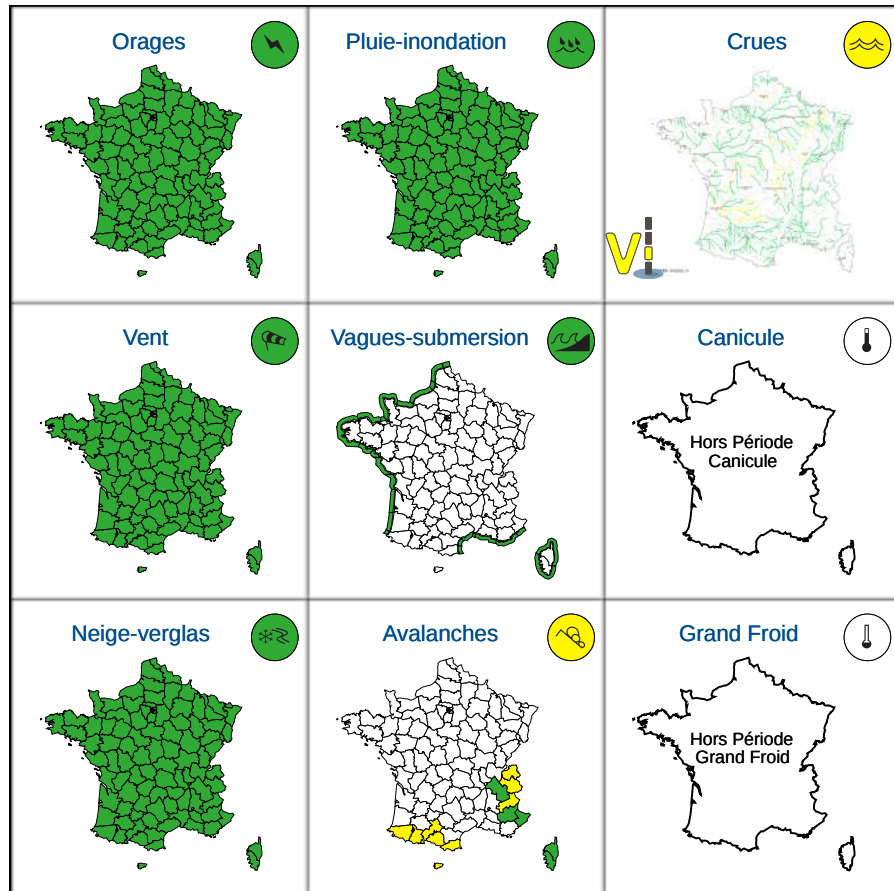 Orages
Pluie-inondation
Crues
Vi
Vent
Vagues-submersion
Canicule
Hors Période
Canicule
Neige-verglas
Avalanches
Grand Froid
Hors Période
Grand Froid